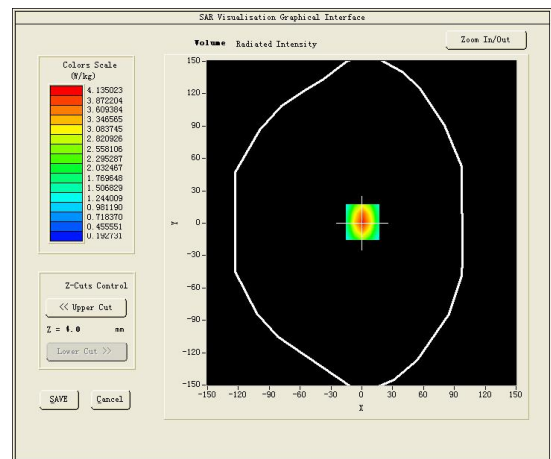 SAR Visualisation Graphical Interface
Volume Radiated Intensity
Zoom In/Out
Colors Scale
(W/kg)
4.135023
3.872204
3.609384
3.346565
3.083745
2.820926
2.558106
2.295287
2.032467
1.769648
1.506829
1.244009
0.981190
0.718370
0.455551
0.192731
150
120
90
60
30
0
-30
-60
-90
-120
-150
Y
-150 -120 -90 -60 -30 0 30 60 90 120 150
X
Z-Cuts Control
<< Upper Cut
Z = 4.0 mm
Lower Cut >>
SAVE Cancel